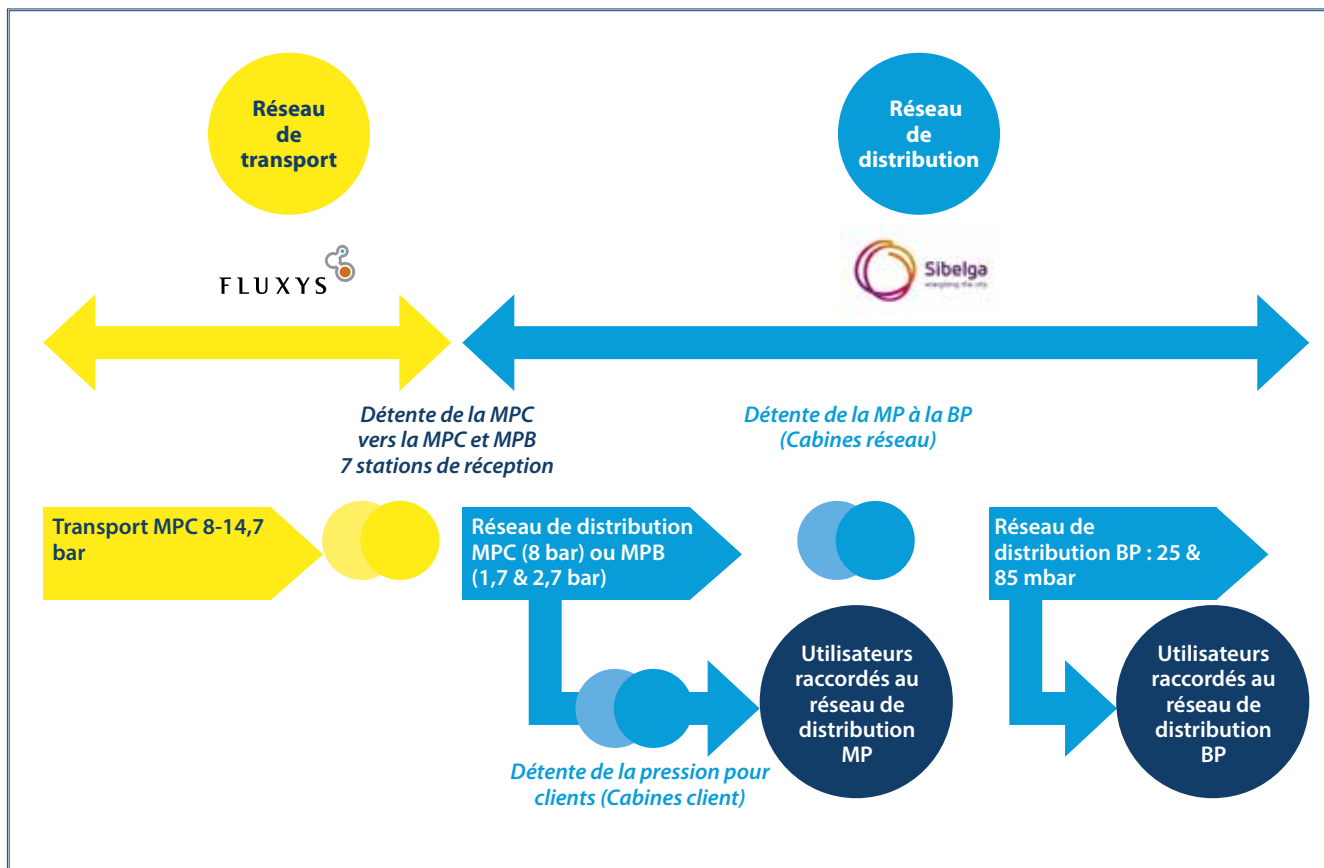 Réseau
de
transport
Réseau
de
distribution
FLUXYS
Sibelga
energizing the city
Détente de la MPC
vers la MPC et MPB
7 stations de réception
Détente de la MP à la BP
(Cabines réseau)
Transport MPC 8-14,7
bar
Réseau de distribution
MPC (8 bar) ou MPB
(1,7 & 2,7 bar)
Réseau de
distribution BP : 25 &
85 mbar
Utilisateurs
raccordés au
réseau de
distribution
MP
Utilisateurs
raccordés au
réseau de
distribution
BP
Détente de la pression pour
clients (Cabines client)